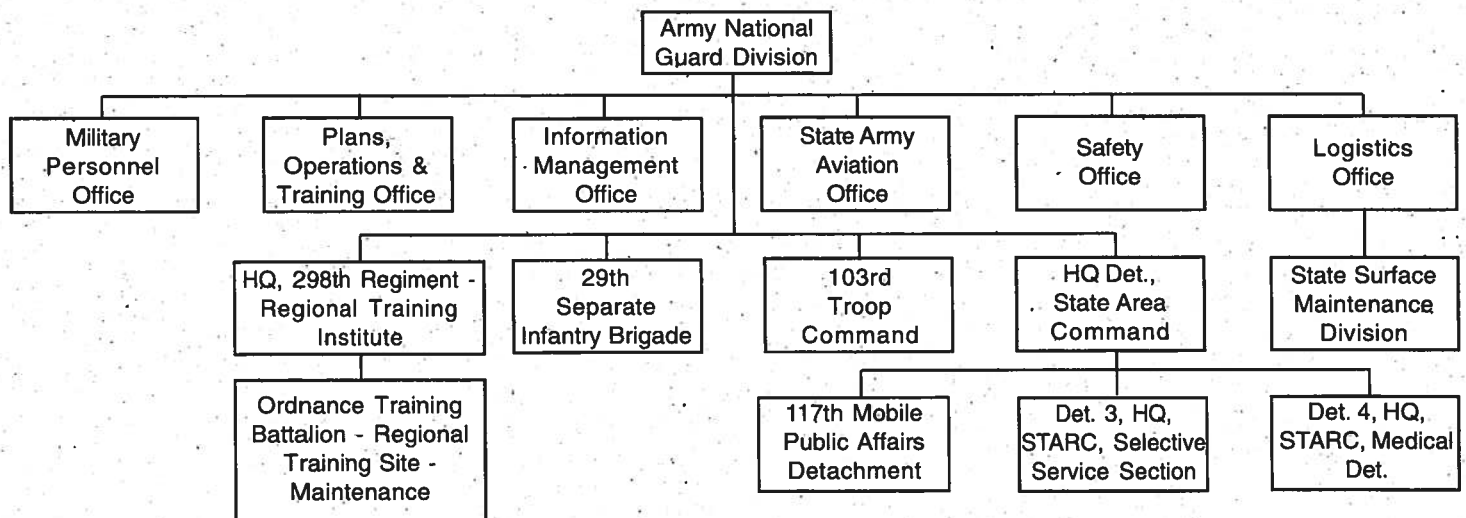 Army National
Guard Division
Military
Personnel
Office
Plans,
Operations &
Training Office
Information
Management
Office
State Army
Aviation
Office
Safety
Office
Logistics
Office
HQ, 298th Regiment -
Regional Training
Institute
29th
Separate
Infantry Brigade
103rd
Troop
Command
HQ Det.,
State Area
Command
State Surface
Maintenance
Division
Ordnance Training
Battalion - Regional
Training Site -
Maintenance
117th Mobile
Public Affairs
Detachment
Det. 3, HQ,
STARC, Selective
Service Section
Det. 4, HQ,
STARC, Medical
Det.